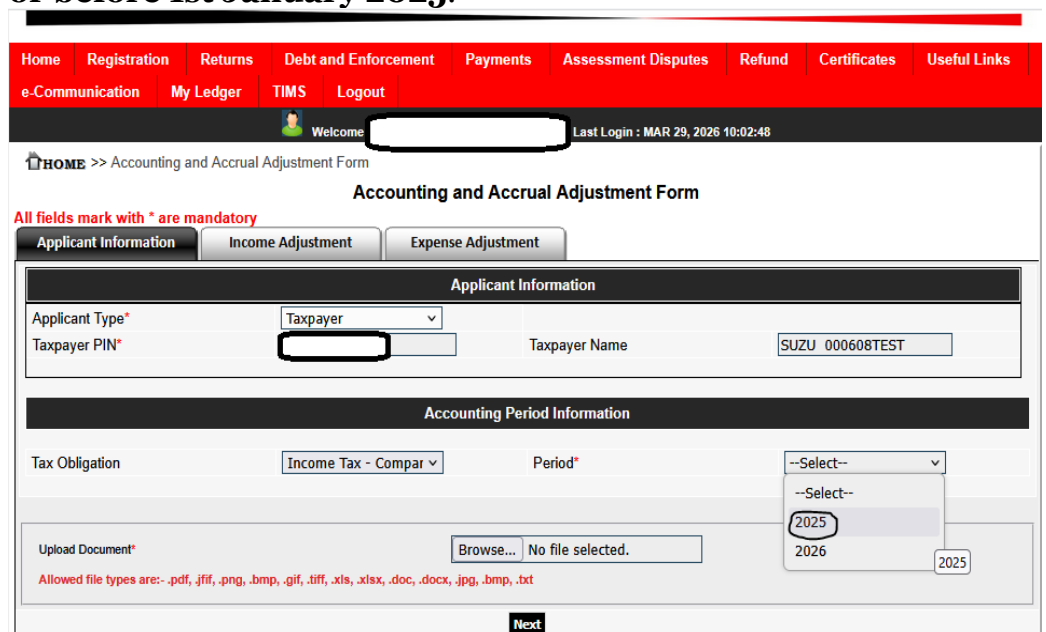 or before 1st January 2025.
Home Registration Returns Debt and Enforcement Payments Assessment Disputes Refund Certificates Useful Links
e-Communication My Ledger TIMS Logout
Welcome Last Login : MAR 29, 2026 10:02:48
HOME >> Accounting and Accrual Adjustment Form
Accounting and Accrual Adjustment Form
All fields mark with * are mandatory
Applicant Information Income Adjustment Expense Adjustment
Applicant Information
Applicant Type* Taxpayer
Taxpayer PIN* Taxpayer Name SUZU 000608TEST
Accounting Period Information
Tax Obligation Income Tax - Compar Period* --Select--
--Select--
2025
2026
2025
Upload Document* Browse... No file selected.
Allowed file types are:- .pdf, .jfif, .png, .bmp, .gif, .tiff, .xls, .xlsx, .doc, .docx, .jpg, .bmp, .txt
Next